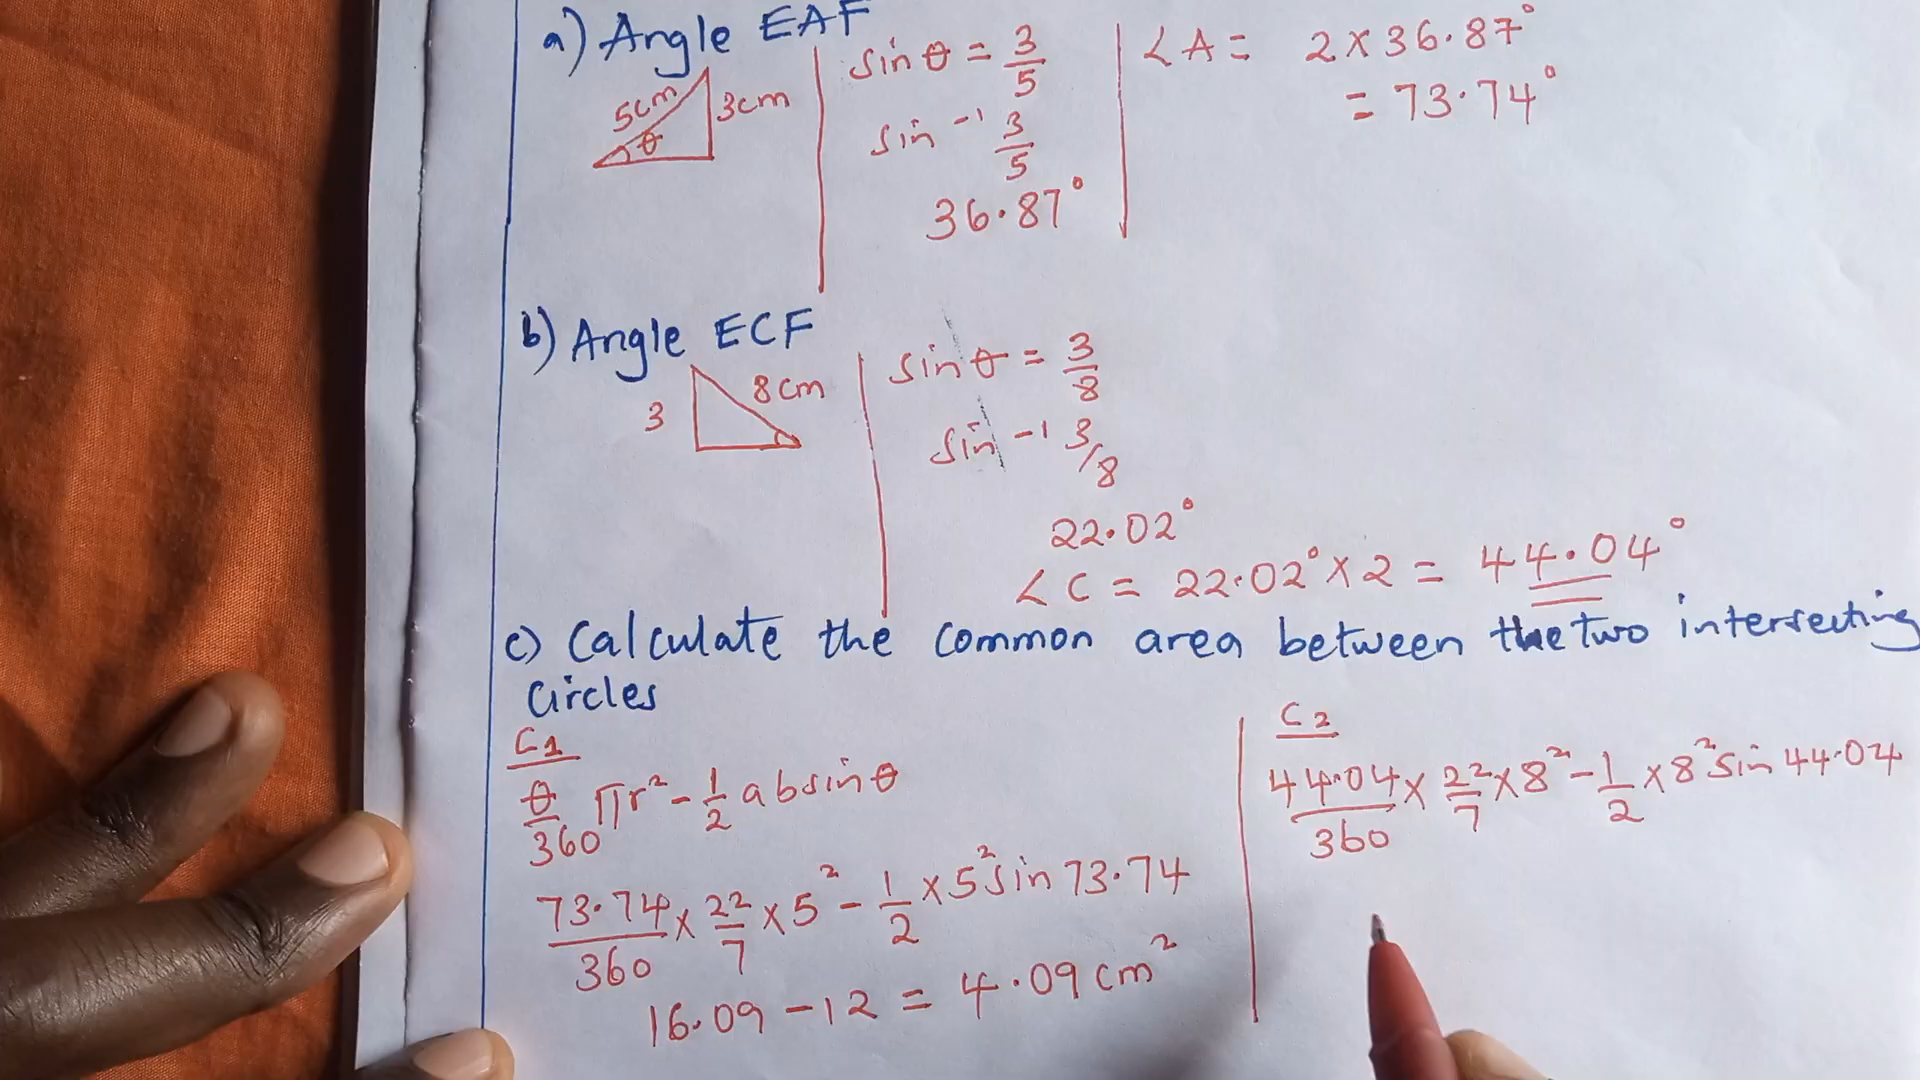 a) Angle EAF
5cm
3cm
θ
sin θ = 3/5
sin⁻¹ 3/5
36.87°
∠A = 2 × 36.87°
= 73.74°
b) Angle ECF
3
8cm
sin θ = 3/8
sin⁻¹ 3/8
22.02°
∠C = 22.02° × 2 = 44.04°
c) Calculate the common area between the two intersecting
circles
C1
θ/360 πr² - 1/2 ab sin θ
73.74/360 × 22/7 × 5² - 1/2 × 5² sin 73.74
16.09 - 12 = 4.09 cm²
C2
44.04/360 × 22/7 × 8² - 1/2 × 8² sin 44.04